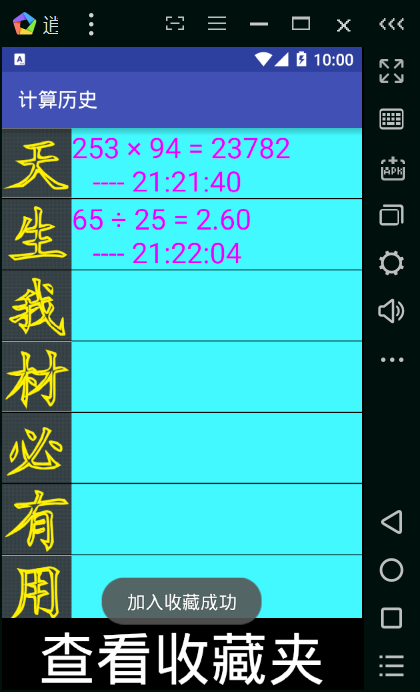 10:00
计算历史
天
253 × 94 = 23782
---- 21:21:40
生
65 ÷ 25 = 2.60
---- 21:22:04
我
材
必
有
用
加入收藏成功
查看收藏夹
APK
A